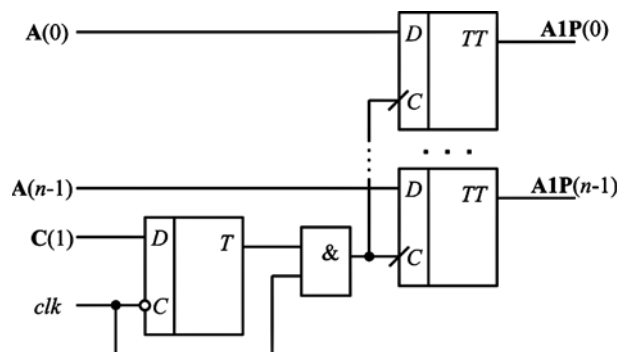 A(0) D TT A1P(0)
C
. . .
A(n-1) D TT A1P(n-1)
C(1) D T & C
clk C